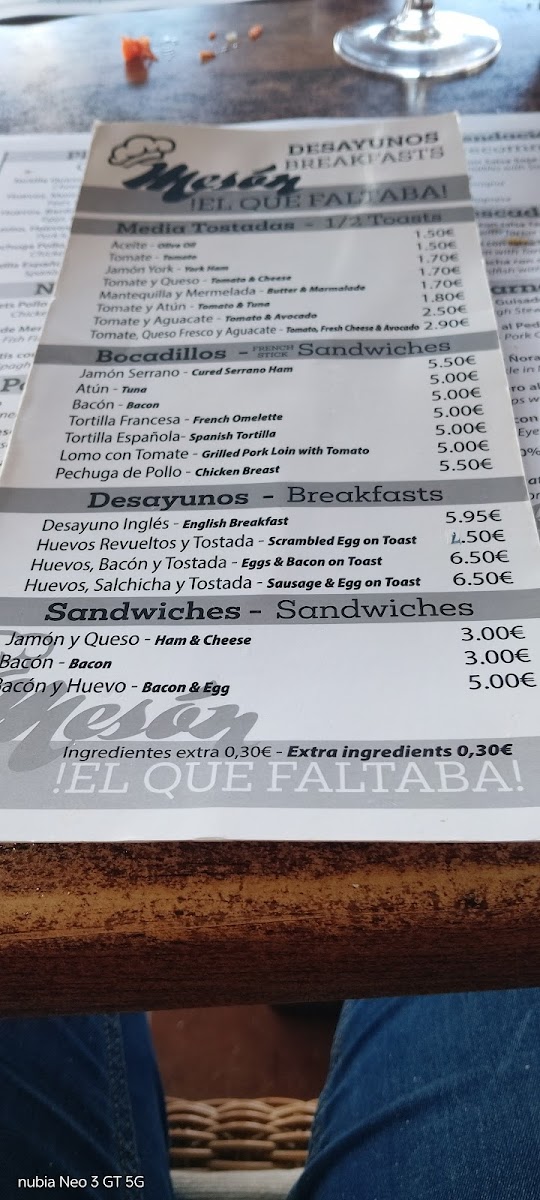 DESAYUNOS
BREAKFASTS
Mesón
!EL QUE FALTABA!
Media Tostadas - 1/2 Toasts
Aceite - Olive Oil 1.50€
Tomate - Tomato 1.50€
Jamón York - York Ham 1.70€
Tomate y Queso - Tomato & Cheese 1.70€
Mantequilla y Mermelada - Butter & Marmalade 1.70€
Tomate y Atún - Tomato & Tuna 1.80€
Tomate y Aguacate - Tomato & Avocado 2.50€
Tomate, Queso Fresco y Aguacate - Tomato, Fresh Cheese & Avocado 2.90€
Bocadillos - FRENCH STICK Sandwiches
Jamón Serrano - Cured Serrano Ham 5.50€
Atún - Tuna 5.00€
Bacón - Bacon 5.00€
Tortilla Francesa - French Omelette 5.00€
Tortilla Española- Spanish Tortilla 5.00€
Lomo con Tomate - Grilled Pork Loin with Tomato 5.00€
Pechuga de Pollo - Chicken Breast 5.50€
Desayunos - Breakfasts
Desayuno Inglés - English Breakfast 5.95€
Huevos Revueltos y Tostada - Scrambled Egg on Toast .50€
Huevos, Bacón y Tostada - Eggs & Bacon on Toast 6.50€
Huevos, Salchicha y Tostada - Sausage & Egg on Toast 6.50€
Sandwiches - Sandwiches
Jamón y Queso - Ham & Cheese 3.00€
Bacón - Bacon 3.00€
Bacón y Huevo - Bacon & Egg 5.00€
Mesón
Ingredientes extra 0,30€ - Extra ingredients 0,30€
!EL QUE FALTABA!
nubia Neo 3 GT 5G